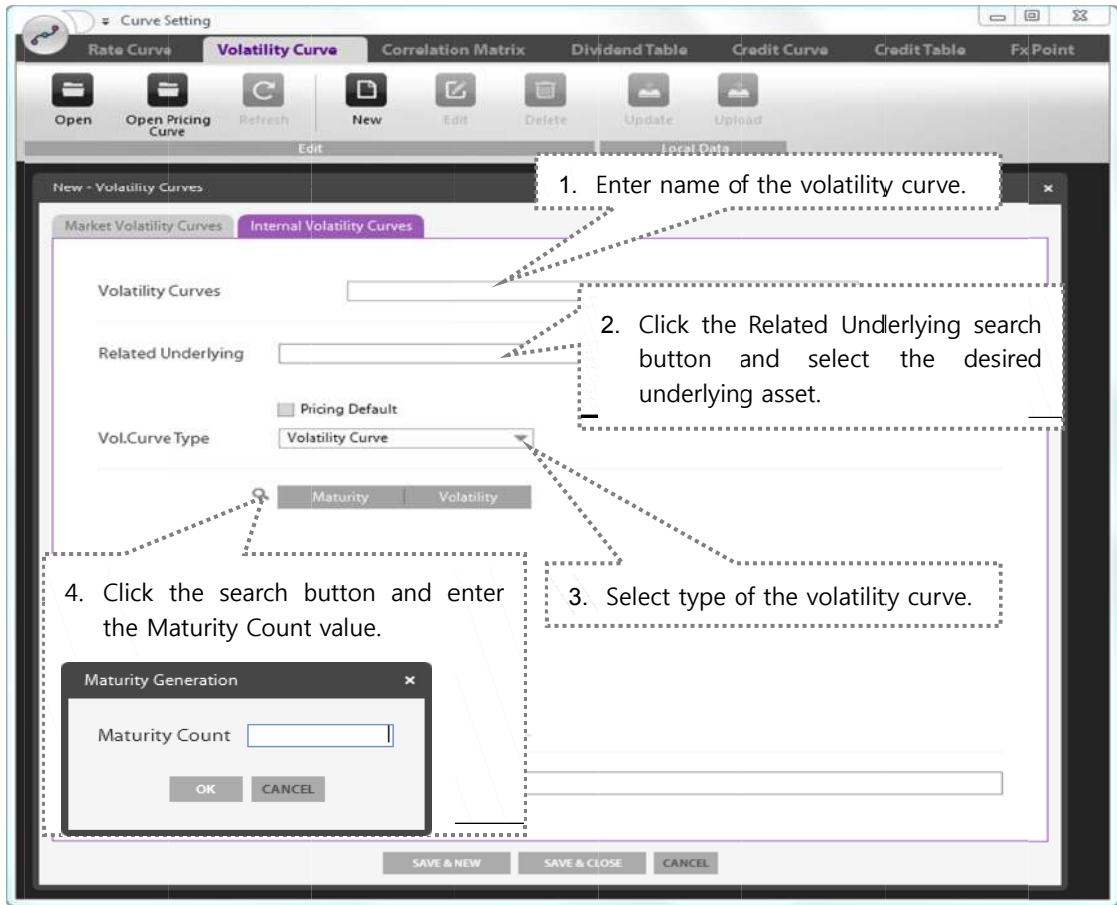 Curve Setting
Rate Curve Volatility Curve Correlation Matrix Dividend Table Credit Curve Credit Table Fx Point
Open Open Pricing Curve Refresh New Edit Delete Update Upload
Edit Local Data
New - Volatility Curves
1. Enter name of the volatility curve.
Market Volatility Curves Internal Volatility Curves
Volatility Curves
2. Click the Related Underlying search
button and select the desired
underlying asset.
Related Underlying
Pricing Default
Vol.Curve Type Volatility Curve
Maturity Volatility
4. Click the search button and enter
the Maturity Count value.
3. Select type of the volatility curve.
Maturity Generation
Maturity Count
OK CANCEL
SAVE & NEW SAVE & CLOSE CANCEL